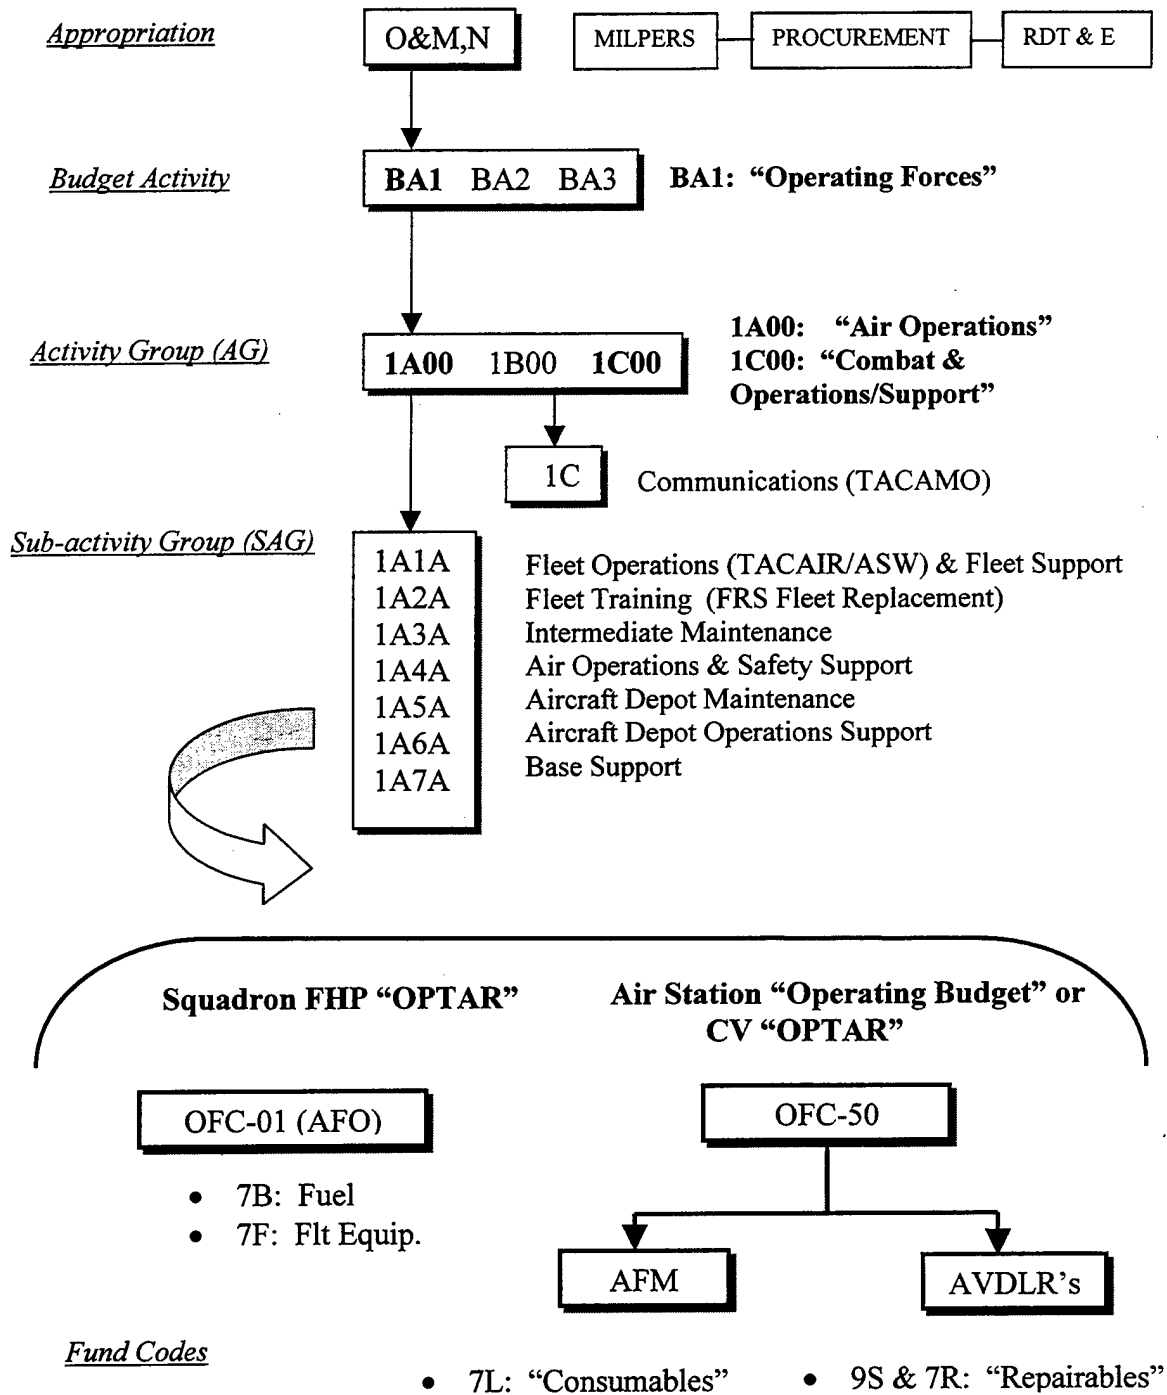 Appropriation
O&M,N
MILPERS
PROCUREMENT
RDT & E
Budget Activity
BA1 BA2 BA3
BA1: “Operating Forces”
Activity Group (AG)
1A00 1B00 1C00
1A00: “Air Operations”
1C00: “Combat &
Operations/Support”
1C
Communications (TACAMO)
Sub-activity Group (SAG)
1A1A Fleet Operations (TACAIR/ASW) & Fleet Support
1A2A Fleet Training (FRS Fleet Replacement)
1A3A Intermediate Maintenance
1A4A Air Operations & Safety Support
1A5A Aircraft Depot Maintenance
1A6A Aircraft Depot Operations Support
1A7A Base Support
Squadron FHP “OPTAR”
Air Station “Operating Budget” or
CV “OPTAR”
OFC-01 (AFO)
OFC-50
• 7B: Fuel
• 7F: Flt Equip.
AFM
AVDLR's
Fund Codes
• 7L: “Consumables”
• 9S & 7R: “Repairables”